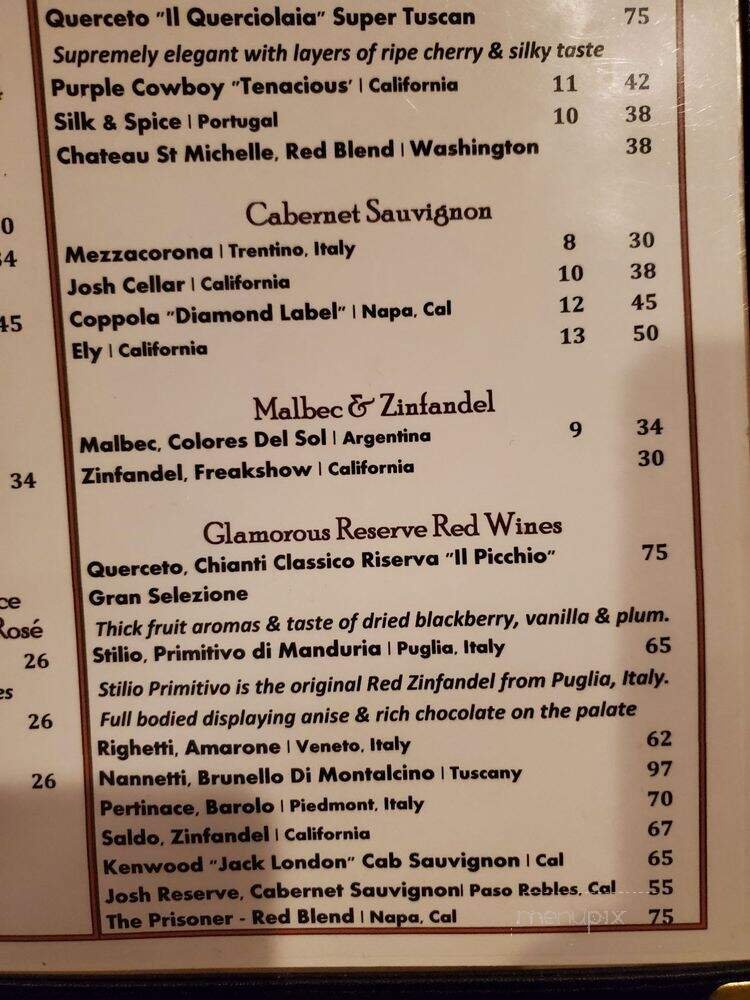 Querceto "Il Querciolaia" Super Tuscan 75
Supremely elegant with layers of ripe cherry & silky taste
Purple Cowboy "Tenacious' | California 11 42
Silk & Spice | Portugal 10 38
Chateau St Michelle, Red Blend | Washington 38
Cabernet Sauvignon
Mezzacorona | Trentino, Italy 8 30
Josh Cellar | California 10 38
Coppola "Diamond Label" | Napa, Cal 12 45
Ely | California 13 50
Malbec & Zinfandel
Malbec, Colores Del Sol | Argentina 9 34
Zinfandel, Freakshow | California 30
Glamorous Reserve Red Wines
Querceto, Chianti Classico Riserva "Il Picchio" 75
Gran Selezione
Thick fruit aromas & taste of dried blackberry, vanilla & plum.
Stilio, Primitivo di Manduria | Puglia, Italy 65
Stilio Primitivo is the original Red Zinfandel from Puglia, Italy.
Full bodied displaying anise & rich chocolate on the palate
Righetti, Amarone | Veneto, Italy 62
Nannetti, Brunello Di Montalcino | Tuscany 97
Pertinace, Barolo | Piedmont, Italy 70
Saldo, Zinfandel | California 67
Kenwood "Jack London" Cab Sauvignon | Cal 65
Josh Reserve, Cabernet Sauvignon| Paso Robles, Cal 55
The Prisoner - Red Blend | Napa, Cal 75
34
Rosé
26
26
26
menupix